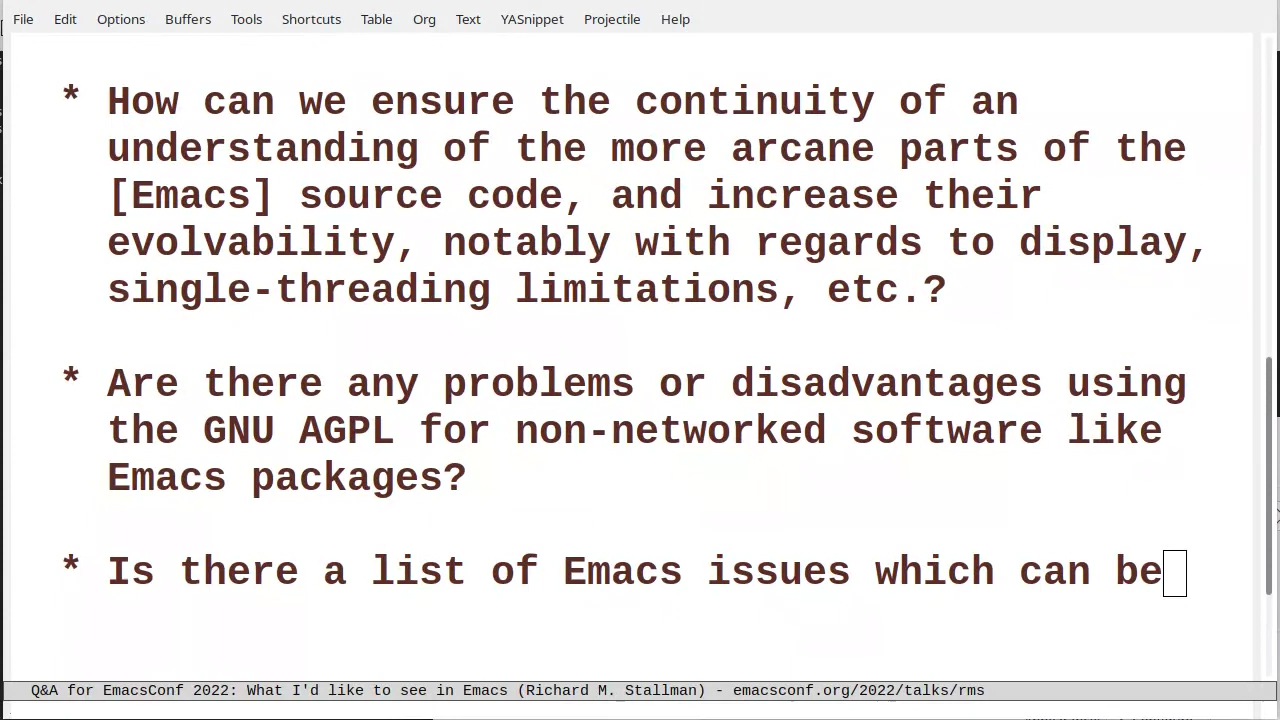 File Edit Options Buffers Tools Shortcuts Table Org Text YASnippet Projectile Help
* How can we ensure the continuity of an
understanding of the more arcane parts of the
[Emacs] source code, and increase their
evolvability, notably with regards to display,
single-threading limitations, etc.?
* Are there any problems or disadvantages using
the GNU AGPL for non-networked software like
Emacs packages?
* Is there a list of Emacs issues which can be
Q&A for EmacsConf 2022: What I'd like to see in Emacs (Richard M. Stallman) - emacsconf.org/2022/talks/rms